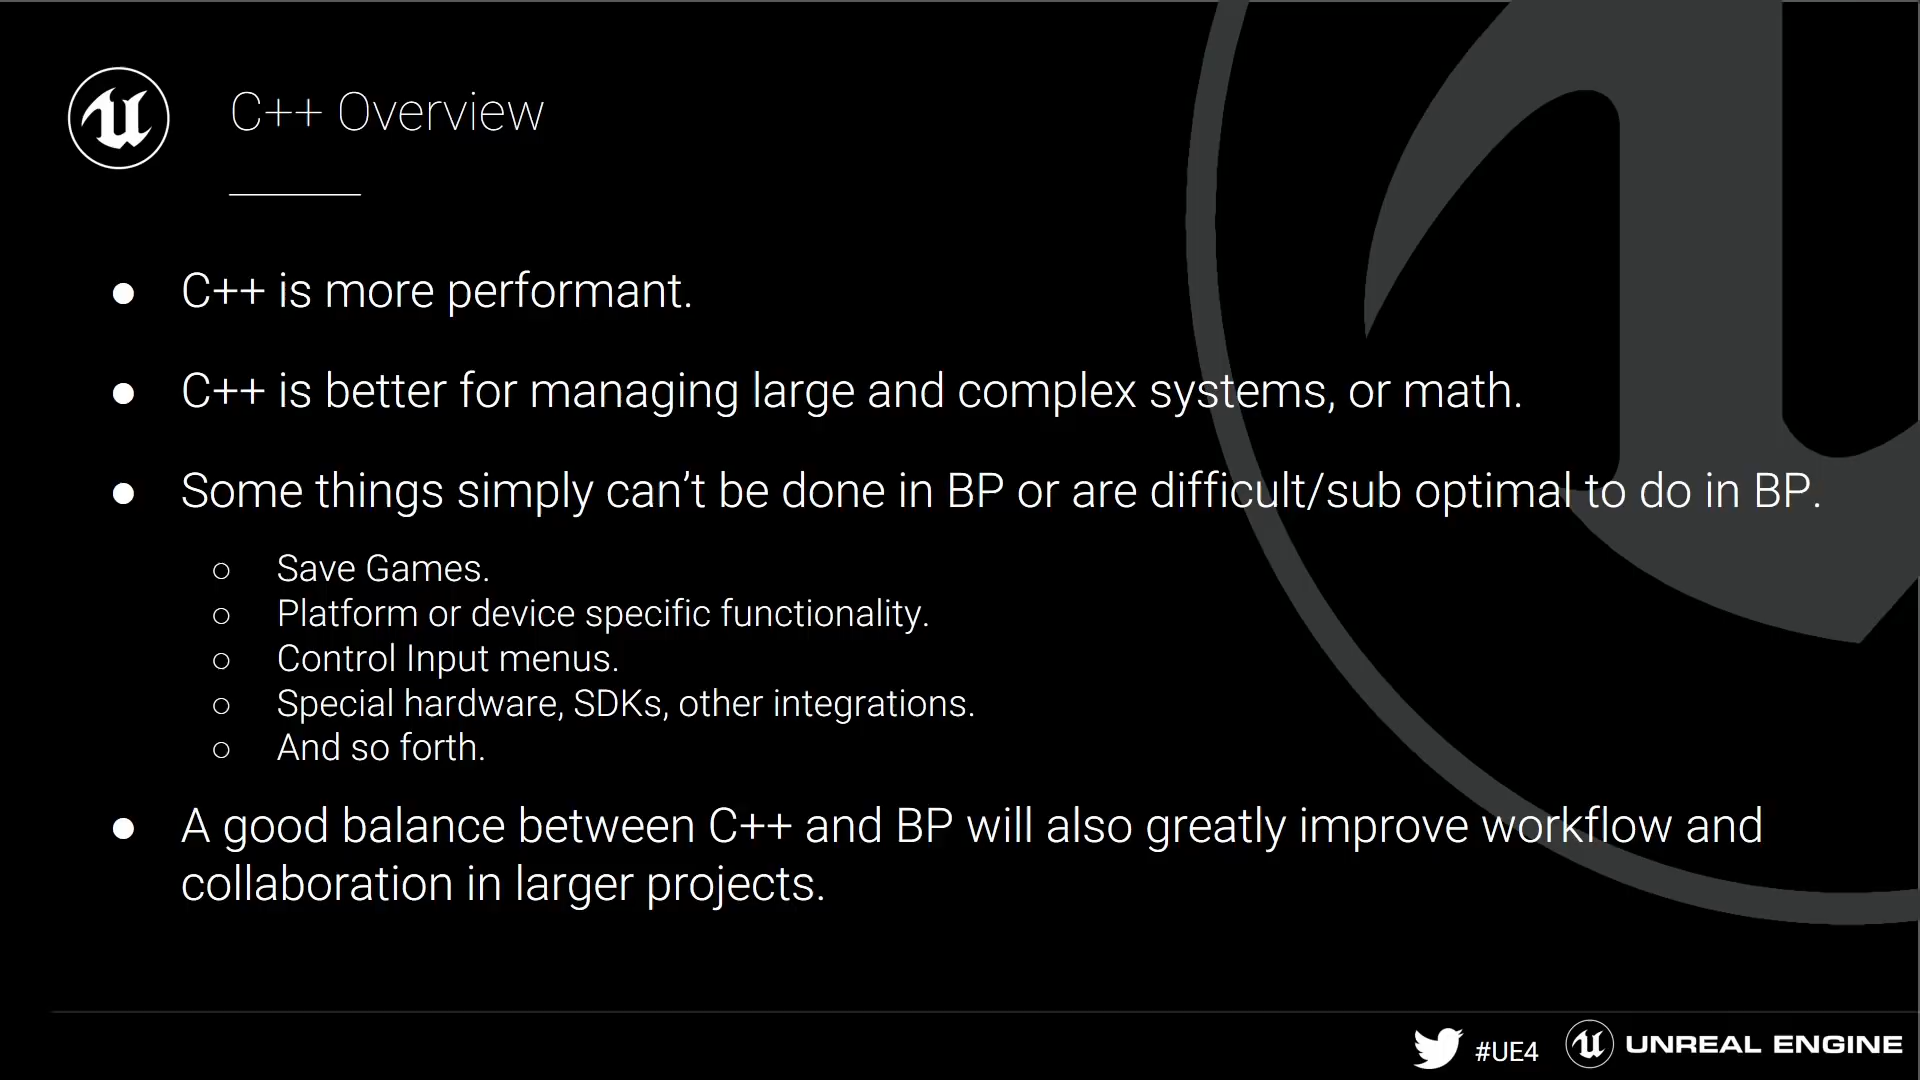 C++ Overview
● C++ is more performant.
● C++ is better for managing large and complex systems, or math.
● Some things simply can’t be done in BP or are difficult/sub optimal to do in BP.
○ Save Games.
○ Platform or device specific functionality.
○ Control Input menus.
○ Special hardware, SDKs, other integrations.
○ And so forth.
● A good balance between C++ and BP will also greatly improve workflow and
collaboration in larger projects.
#UE4 UNREAL ENGINE